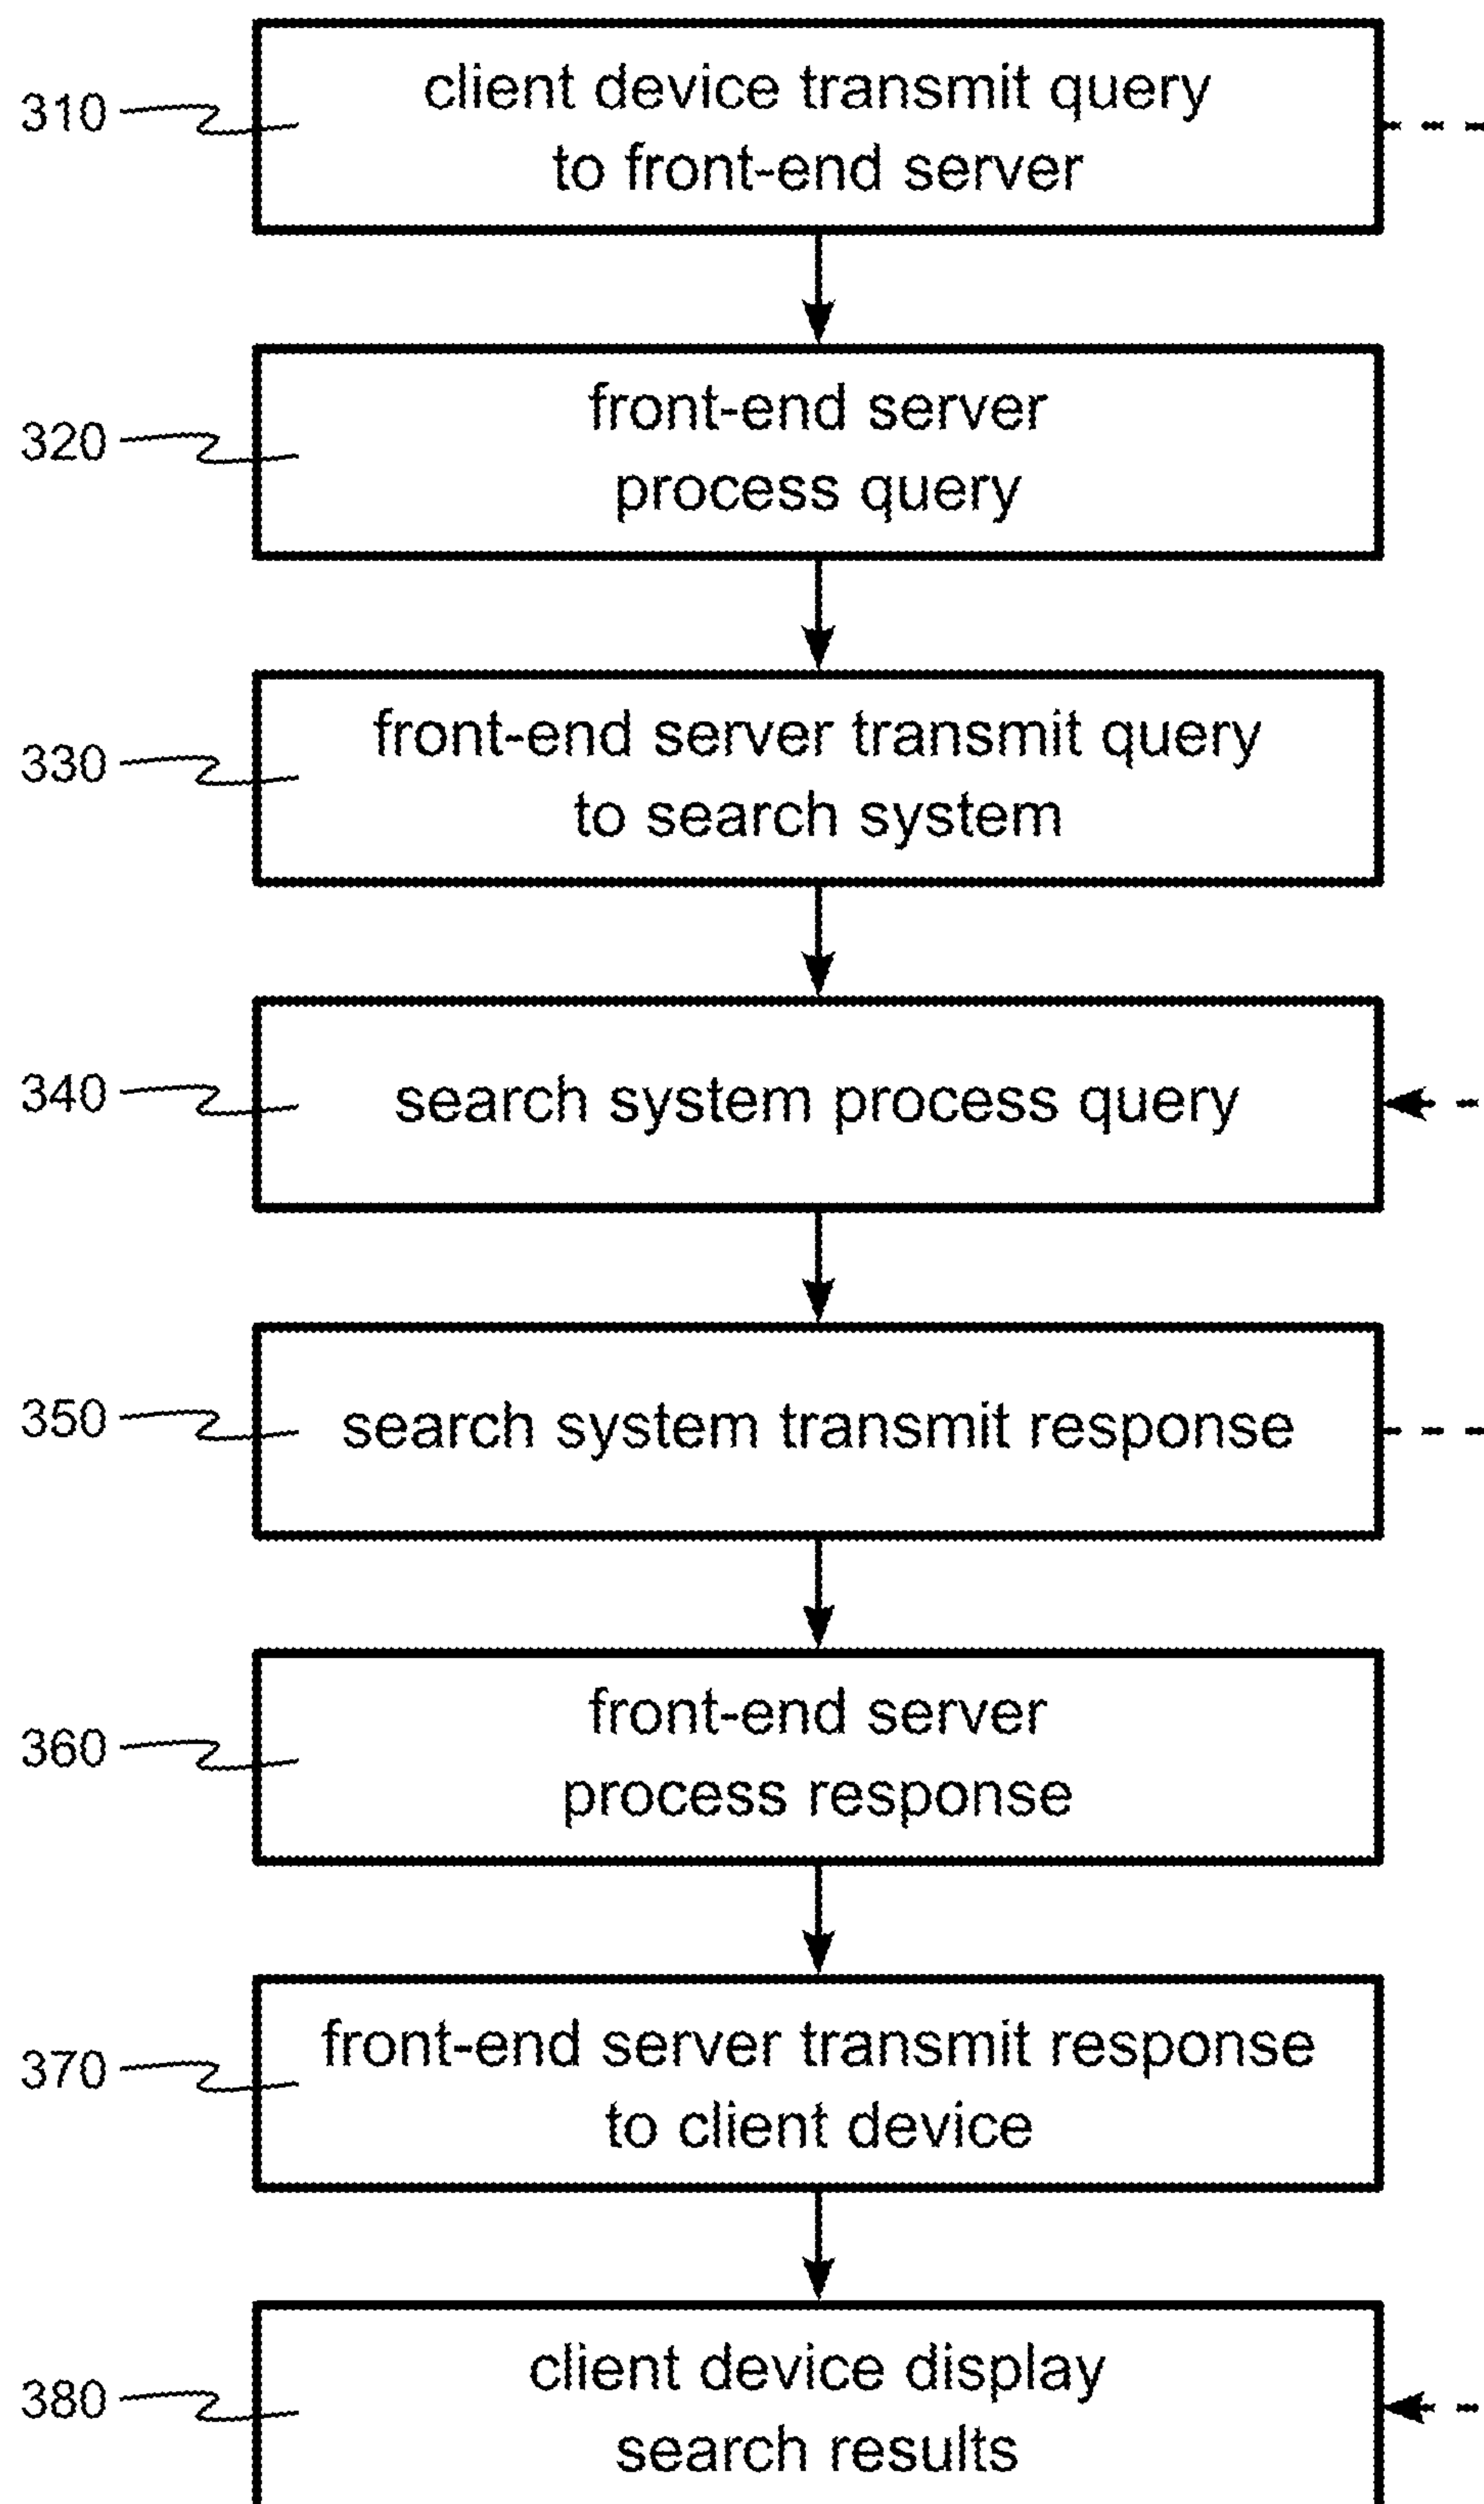 310
client device transmit query
to front-end server
320
front-end server
process query
330
front-end server transmit query
to search system
340
search system process query
350
search system transmit response
360
front-end server
process response
370
front-end server transmit response
to client device
380
client device display
search results